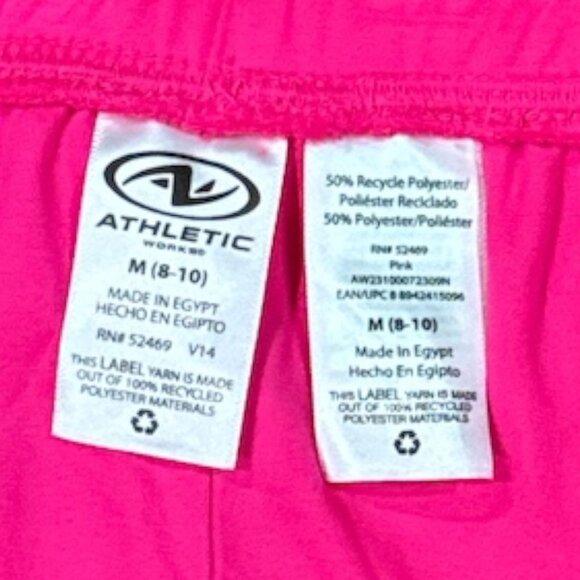 ATHLETIC
WORKS®
M (8-10)
MADE IN EGYPT
HECHO EN EGIPTO
RN# 52469 V14
THIS LABEL YARN IS MADE
OUT OF 100% RECYCLED
POLYESTER MATERIALS
50% Recycle Polyester/
Poliéster Reciclado
50% Polyester/Poliéster
RN# 52469
Pink
AW23100072309N
EAN/UPC 8 8942415096
M (8-10)
Made In Egypt
Hecho En Egipto
THIS LABEL YARN IS MADE
OUT OF 100% RECYCLED
POLYESTER MATERIALS